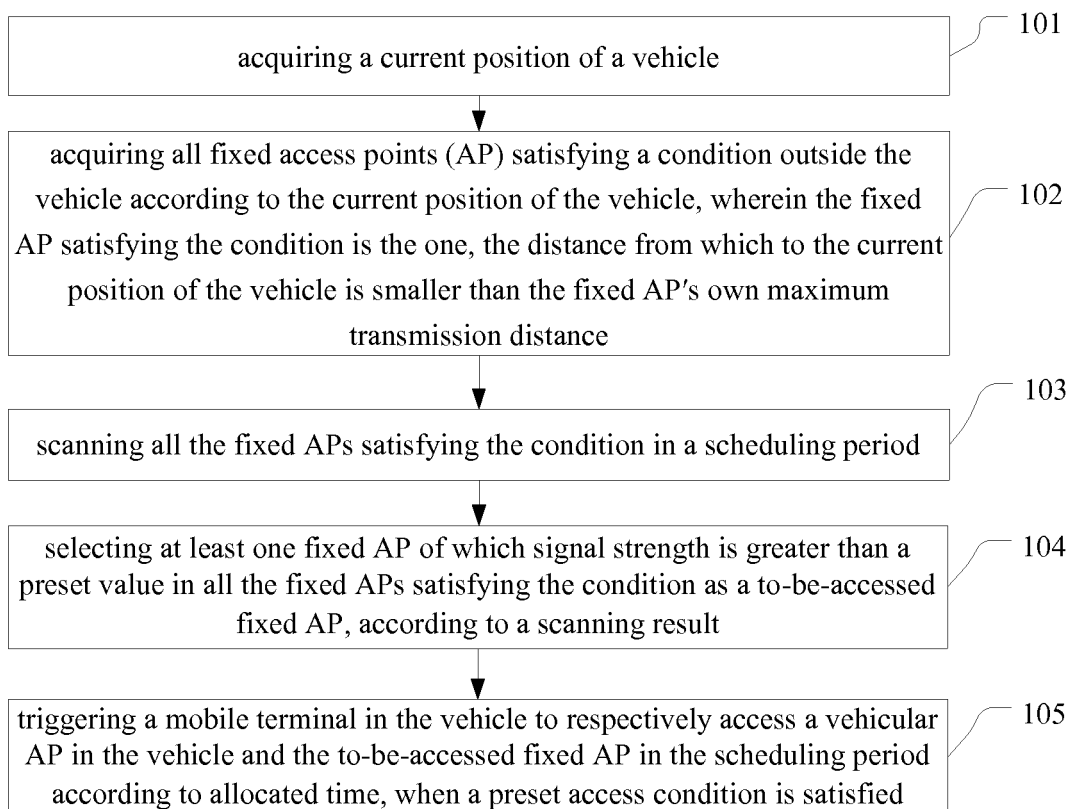 acquiring a current position of a vehicle
101
acquiring all fixed access points (AP) satisfying a condition outside the
vehicle according to the current position of the vehicle, wherein the fixed
AP satisfying the condition is the one, the distance from which to the current
position of the vehicle is smaller than the fixed AP's own maximum
transmission distance
102
scanning all the fixed APs satisfying the condition in a scheduling period
103
selecting at least one fixed AP of which signal strength is greater than a
preset value in all the fixed APs satisfying the condition as a to-be-accessed
fixed AP, according to a scanning result
104
triggering a mobile terminal in the vehicle to respectively access a vehicular
AP in the vehicle and the to-be-accessed fixed AP in the scheduling period
according to allocated time, when a preset access condition is satisfied
105